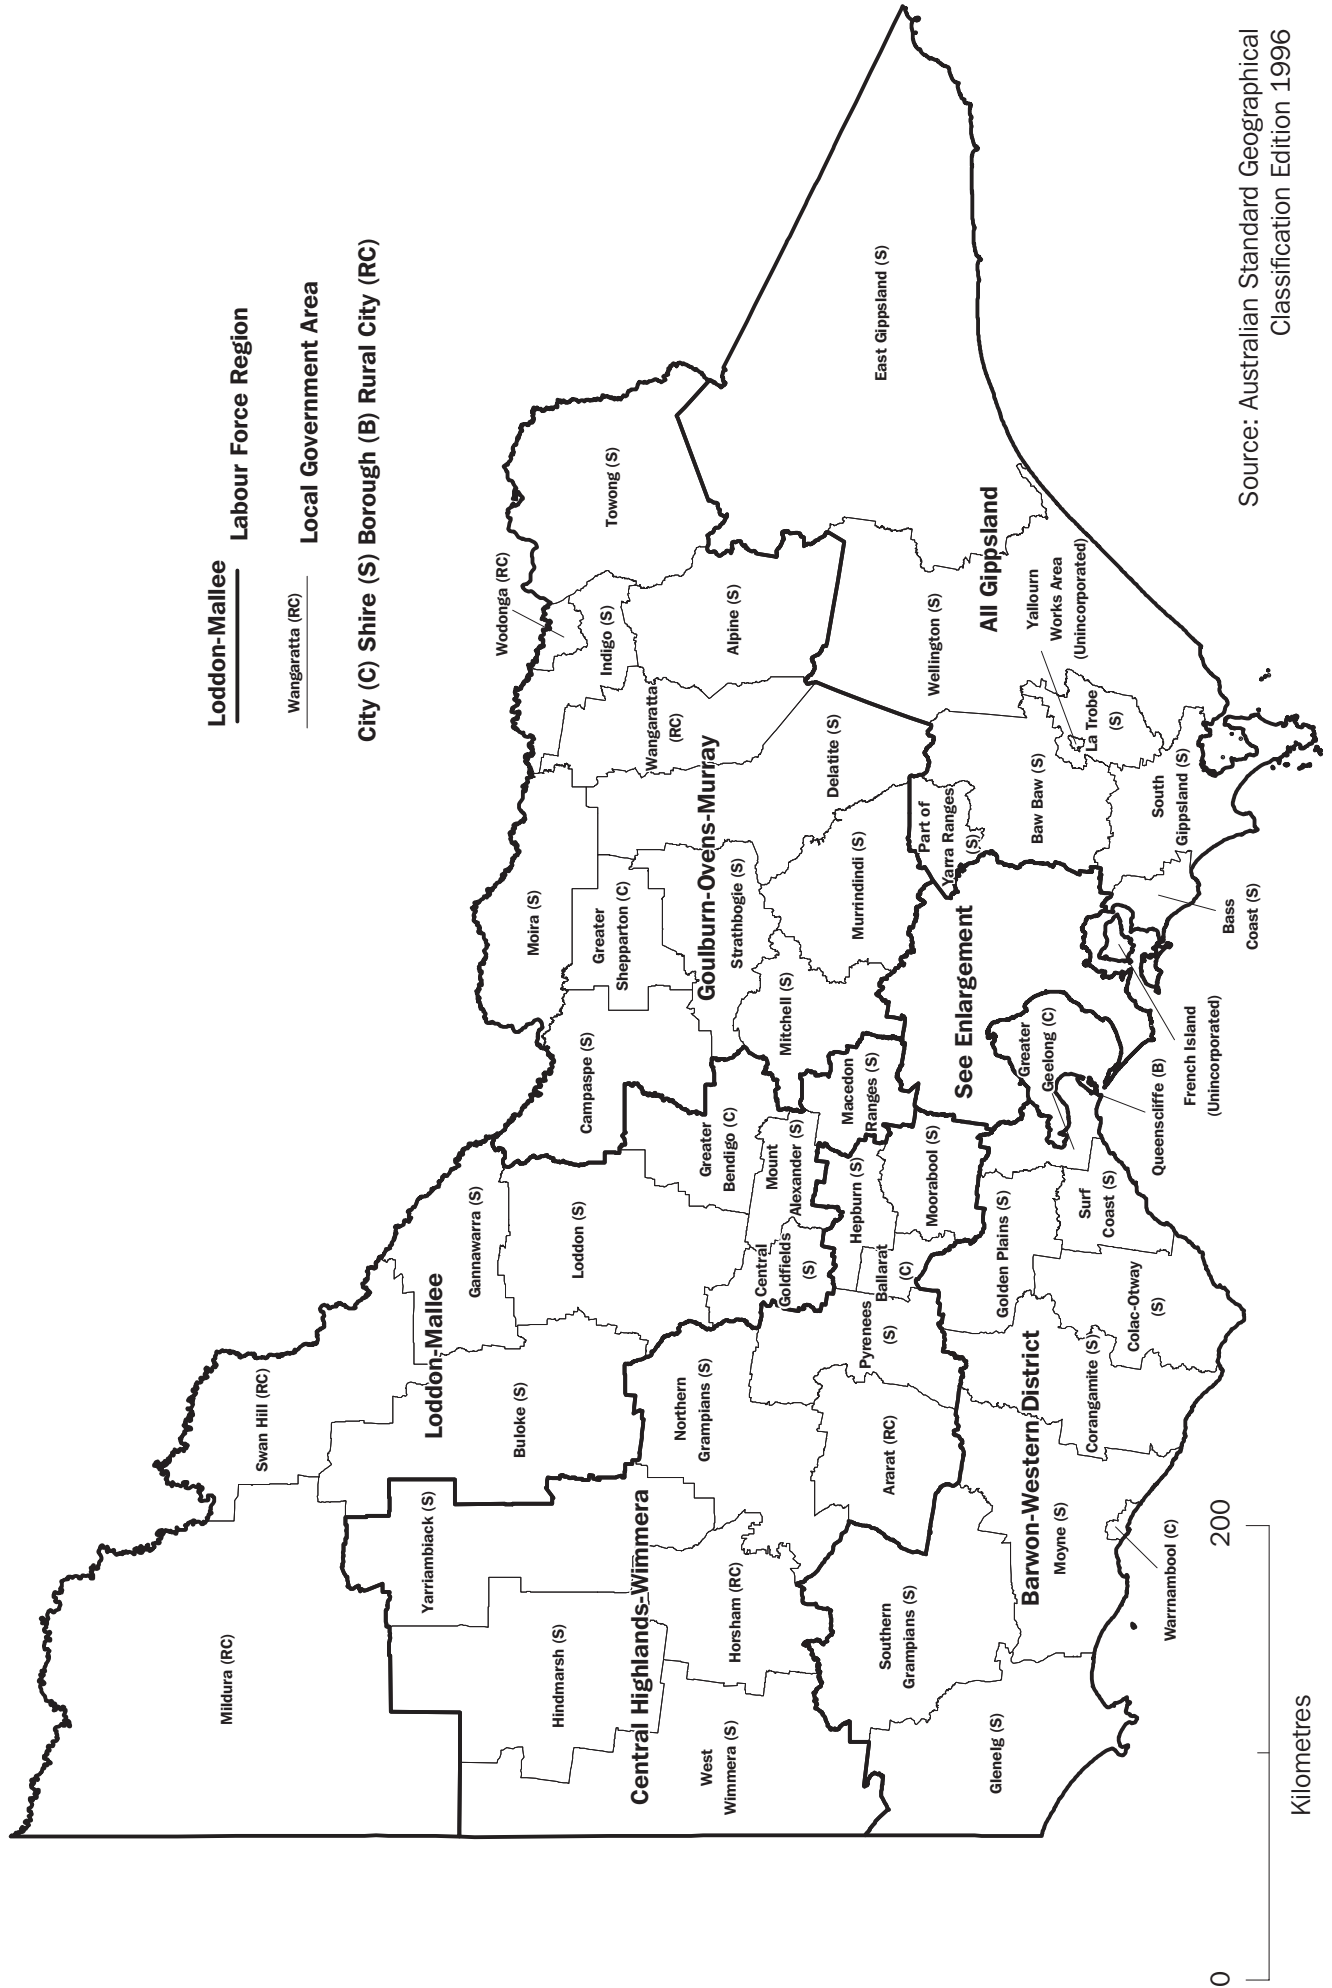 Loddon-Mallee
Labour Force Region
Wangaratta (RC)
Local Government Area
City (C) Shire (S) Borough (B) Rural City (RC)
Mildura (RC)
Swan Hill (RC)
Loddon-Mallee
Gannawarra (S)
Buloke (S)
Loddon (S)
Yarriambiack (S)
Hindmarsh (S)
Central Highlands-Wimmera
West
Wimmera (S)
Horsham (RC)
Northern
Grampians (S)
Ararat (RC)
Pyrenees
(S)
Central
Goldfields
(S)
Mount
Alexander (S)
Greater
Bendigo (C)
Campaspe (S)
Macedon
Ranges (S)
Hepburn (S)
Ballarat
(C)
Moorabool (S)
Moira (S)
Greater
Shepparton (C)
Goulburn-Ovens-Murray
Strathbogie (S)
Mitchell (S)
Murrindindi (S)
Delatite (S)
Wangaratta
(RC)
Wodonga (RC)
Indigo (S)
Alpine (S)
Towong (S)
East Gippsland (S)
All Gippsland
Wellington (S)
Yallourn
Works Area
(Unincorporated)
La Trobe
(S)
Baw Baw (S)
Part of
Yarra Ranges
(S)
South
Gippsland (S)
Bass
Coast (S)
See Enlargement
French Island
(Unincorporated)
Queenscliffe (B)
Greater
Geelong (C)
Golden Plains (S)
Surf
Coast (S)
Colac-Otway
(S)
Corangamite (S)
Barwon-Western District
Moyne (S)
Warrnambool (C)
Southern
Grampians (S)
Glenelg (S)
0
200
Kilometres
Source: Australian Standard Geographical
Classification Edition 1996